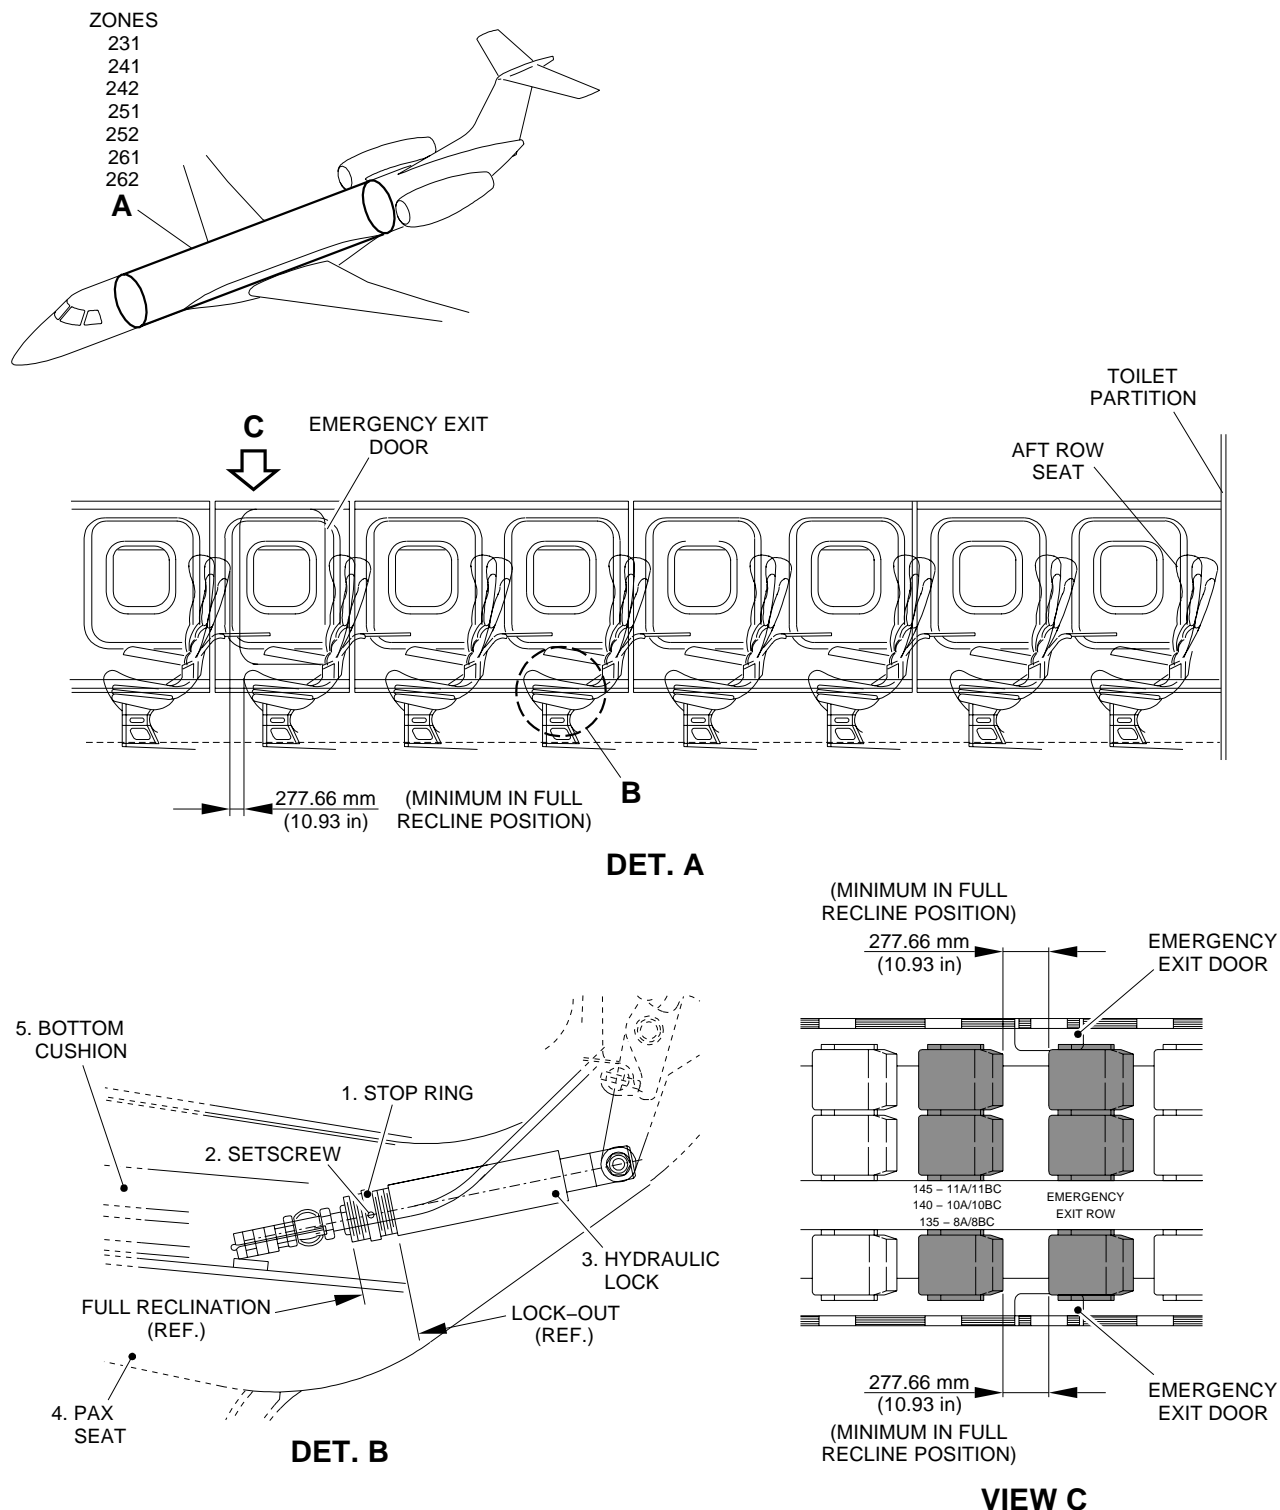 ZONES
231
241
242
251
252
261
262
A
TOILET
PARTITION
C
EMERGENCY EXIT
DOOR
AFT ROW
SEAT
B
277.66 mm
(10.93 in)
(MINIMUM IN FULL
RECLINE POSITION)
DET. A
(MINIMUM IN FULL
RECLINE POSITION)
277.66 mm
(10.93 in)
EMERGENCY
EXIT DOOR
5. BOTTOM
CUSHION
1. STOP RING
2. SETSCREW
3. HYDRAULIC
LOCK
FULL RECLINATION
(REF.)
LOCK–OUT
(REF.)
4. PAX
SEAT
DET. B
145 – 11A/11BC
140 – 10A/10BC
135 – 8A/8BC
EMERGENCY
EXIT ROW
277.66 mm
(10.93 in)
(MINIMUM IN FULL
RECLINE POSITION)
EMERGENCY
EXIT DOOR
VIEW C